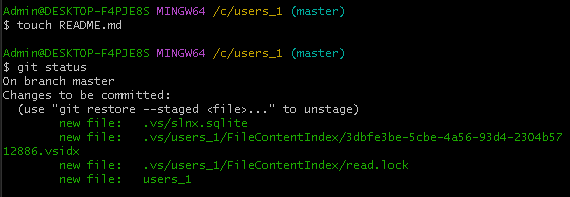 Admin@DESKTOP-F4PJE8S MINGW64 /c/users_1 (master)
$ touch README.md
Admin@DESKTOP-F4PJE8S MINGW64 /c/users_1 (master)
$ git status
On branch master
Changes to be committed:
  (use "git restore --staged <file>..." to unstage)
        new file:   .vs/slnx.sqlite
        new file:   .vs/users_1/FileContentIndex/3dbfe3be-5cbe-4a56-93d4-2304b57
12886.vsidx
        new file:   .vs/users_1/FileContentIndex/read.lock
        new file:   users_1